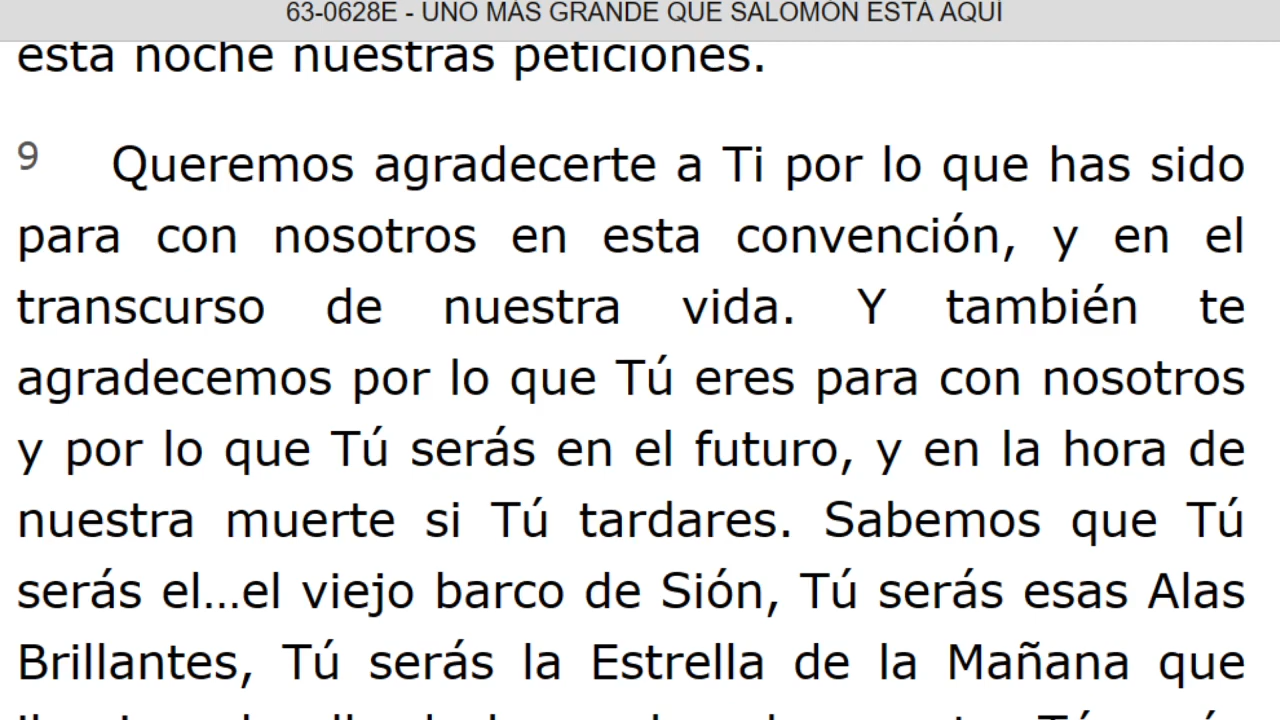 63-0628E - UNO MÁS GRANDE QUE SALOMÓN ESTÁ AQUÍ
esta noche nuestras peticiones.
9 Queremos agradecerte a Ti por lo que has sido
para con nosotros en esta convención, y en el
transcurso de nuestra vida. Y también te
agradecemos por lo que Tú eres para con nosotros
y por lo que Tú serás en el futuro, y en la hora de
nuestra muerte si Tú tardares. Sabemos que Tú
serás el...el viejo barco de Sión, Tú serás esas Alas
Brillantes, Tú serás la Estrella de la Mañana que